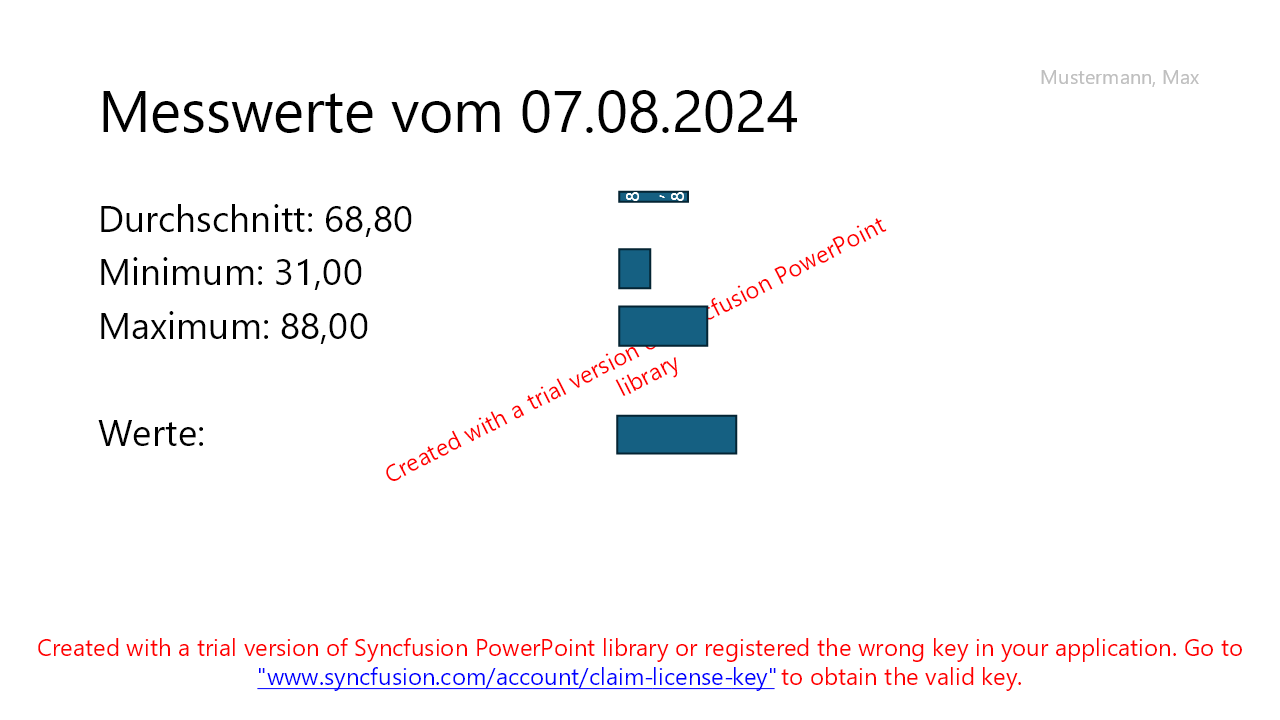 Mustermann, Max
Messwerte vom 07.08.2024
8 , 8
Durchschnitt: 68,80
Minimum: 31,00
Maximum: 88,00
Created with a trial version fusion PowerPoint
library
Werte:
Created with a trial version of Syncfusion PowerPoint library or registered the wrong key in your application. Go to
"www.syncfusion.com/account/claim-license-key" to obtain the valid key.